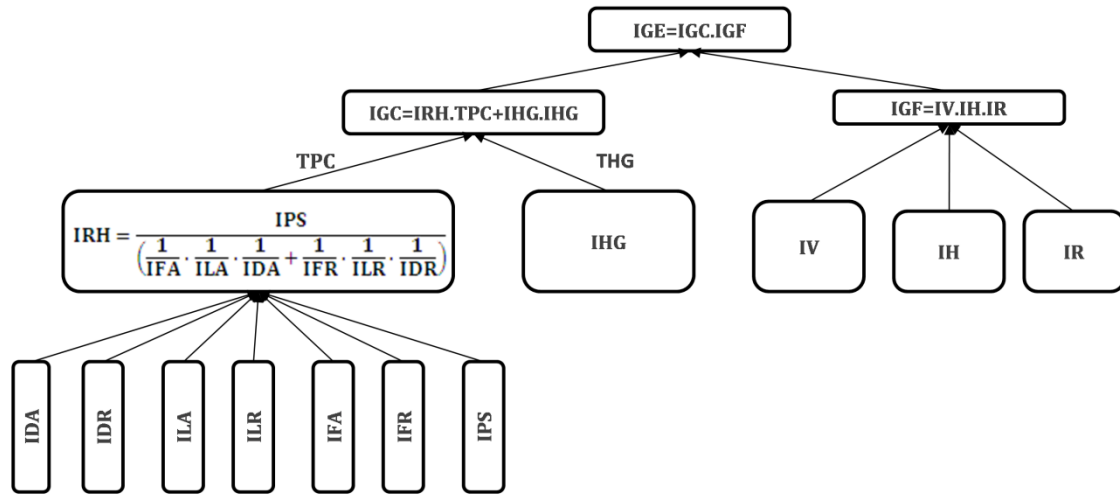 IGE=IGC.IGF
IGC=IRH.TPC+IHG.IHG
IGF=IV.IH.IR
TPC
THG
IRH = IPS / (1/IFA · 1/ILA · 1/IDA + 1/IFR · 1/ILR · 1/IDR)
IHG
IV
IH
IR
IDA
IDR
ILA
ILR
IFA
IFR
IPS